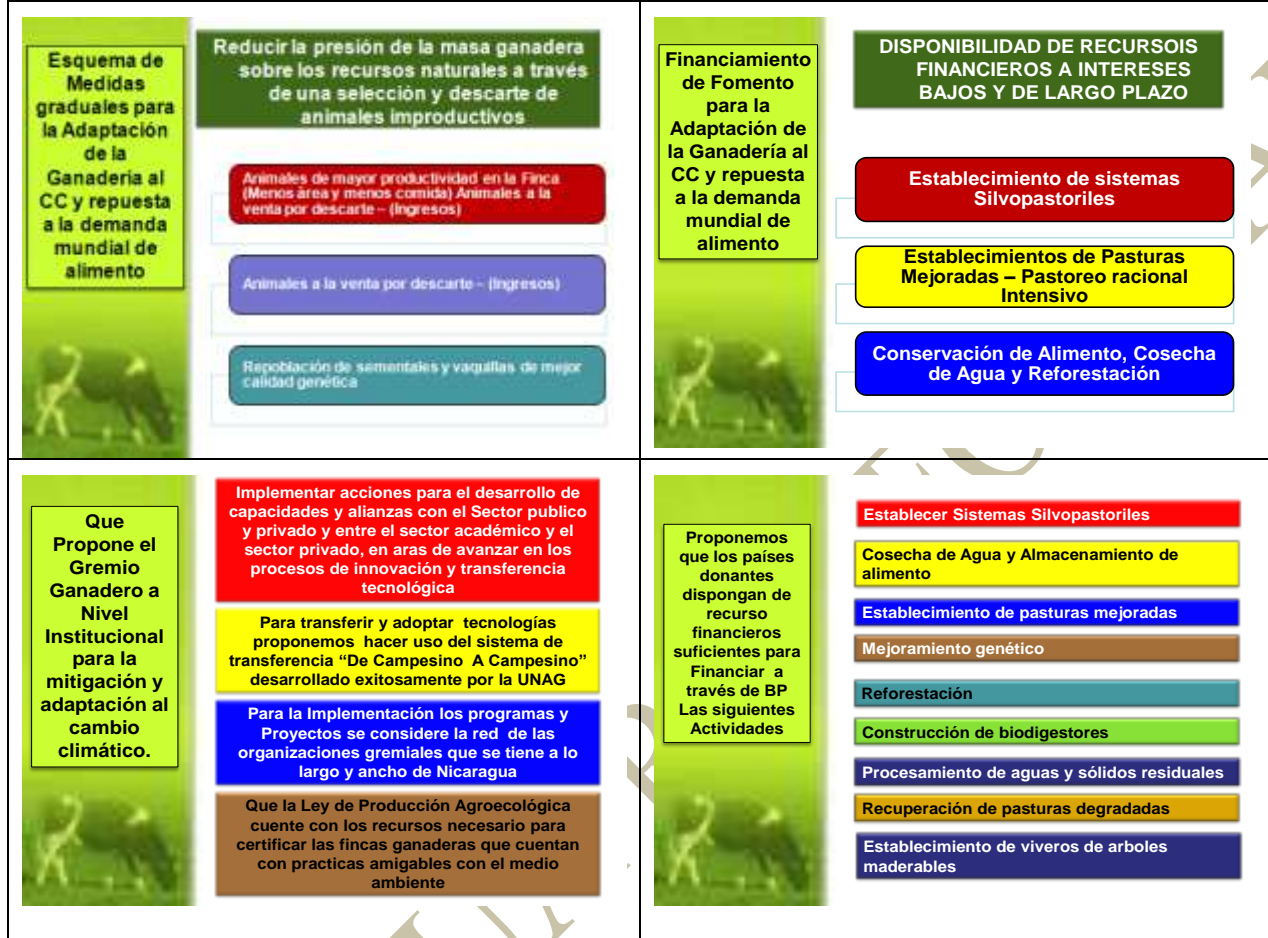 Esquema de
Medidas
graduales para
la Adaptación
de la
Ganaderia al
CC y repuesta
a la demanda
mundial de
alimento
Reducir la presión de la masa ganadera
sobre los recursos naturales a través
de una selección y descarte de
animales improductivos
Animales de mayor productividad en la Finca
(Menos área y menos comida) Animales a la
venta por descarte – (Ingresos)
Animales a la venta por descarte – (Ingresos)
Repoblación de sementales y vaquillas de mejor
calidad genética
Financiamiento
de Fomento
para la
Adaptación de
la Ganadería al
CC y repuesta
a la demanda
mundial de
alimento
DISPONIBILIDAD DE RECURSOIS
FINANCIEROS A INTERESES
BAJOS Y DE LARGO PLAZO
Establecimiento de sistemas
Silvopastoriles
Establecimientos de Pasturas
Mejoradas – Pastoreo racional
Intensivo
Conservación de Alimento, Cosecha
de Agua y Reforestación
Que
Propone el
Gremio
Ganadero a
Nivel
Institucional
para la
mitigación y
adaptación al
cambio
climático.
Implementar acciones para el desarrollo de
capacidades y alianzas con el Sector publico
y privado y entre el sector académico y el
sector privado, en aras de avanzar en los
procesos de innovación y transferencia
tecnológica
Para transferir y adoptar tecnologías
proponemos hacer uso del sistema de
transferencia “De Campesino A Campesino”
desarrollado exitosamente por la UNAG
Para la Implementación los programas y
Proyectos se considere la red de las
organizaciones gremiales que se tiene a lo
largo y ancho de Nicaragua
Que la Ley de Producción Agroecológica
cuente con los recursos necesario para
certificar las fincas ganaderas que cuentan
con practicas amigables con el medio
ambiente
Proponemos
que los países
donantes
dispongan de
recurso
financieros
suficientes para
Financiar a
través de BP
Las siguientes
Actividades
Establecer Sistemas Silvopastoriles
Cosecha de Agua y Almacenamiento de
alimento
Establecimiento de pasturas mejoradas
Mejoramiento genético
Reforestación
Construcción de biodigestores
Procesamiento de aguas y sólidos residuales
Recuperación de pasturas degradadas
Establecimiento de viveros de arboles
maderables